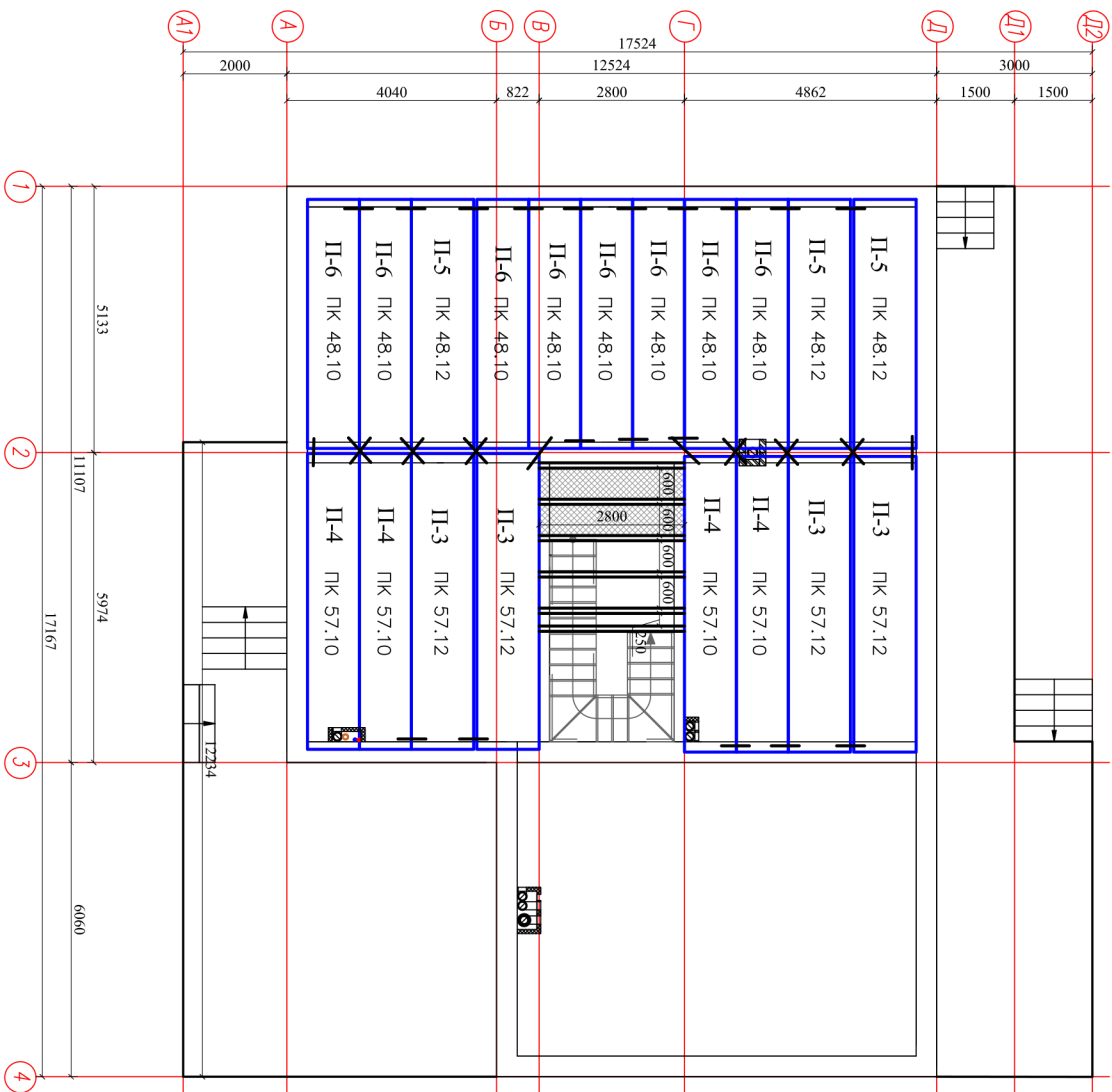 А1
А
Б
В
Г
Д
Д1
Д2
17524
2000
12524
3000
4040
822
2800
4862
1500
1500
1
2
3
4
5133
11107
5974
17167
6060
12234
П-6 ПК 48.10
П-6 ПК 48.10
П-5 ПК 48.12
П-6 ПК 48.10
П-6 ПК 48.10
П-6 ПК 48.10
П-6 ПК 48.10
П-6 ПК 48.10
П-6 ПК 48.10
П-5 ПК 48.12
П-5 ПК 48.12
П-4 ПК 57.10
П-4 ПК 57.10
П-3 ПК 57.12
П-3 ПК 57.12
600
600
2800
600
600
250
П-4 ПК 57.10
П-4 ПК 57.10
П-3 ПК 57.12
П-3 ПК 57.12